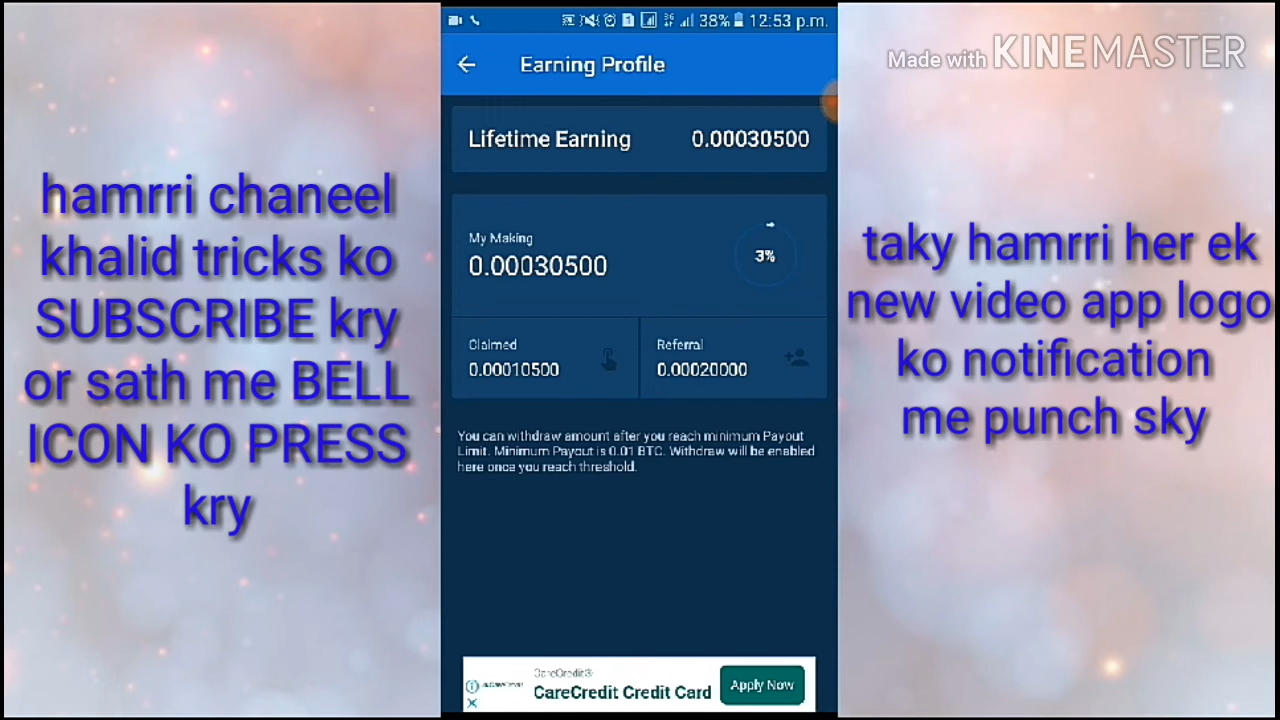 38% 12:53 p.m.
Earning Profile
Made with KINEMASTER
Lifetime Earning 0.00030500
My Making
0.00030500
3%
Claimed
0.00010500
Referral
0.00020000
You can withdraw amount after you reach minimum Payout
Limit. Minimum Payout is 0.01 BTC. Withdraw will be enabled
here once you reach threshold.
CareCredit®
CareCredit Credit Card
Apply Now
hamrri chaneel
khalid tricks ko
SUBSCRIBE kry
or sath me BELL
ICON KO PRESS
kry
taky hamrri her ek
new video app logo
ko notification
me punch sky